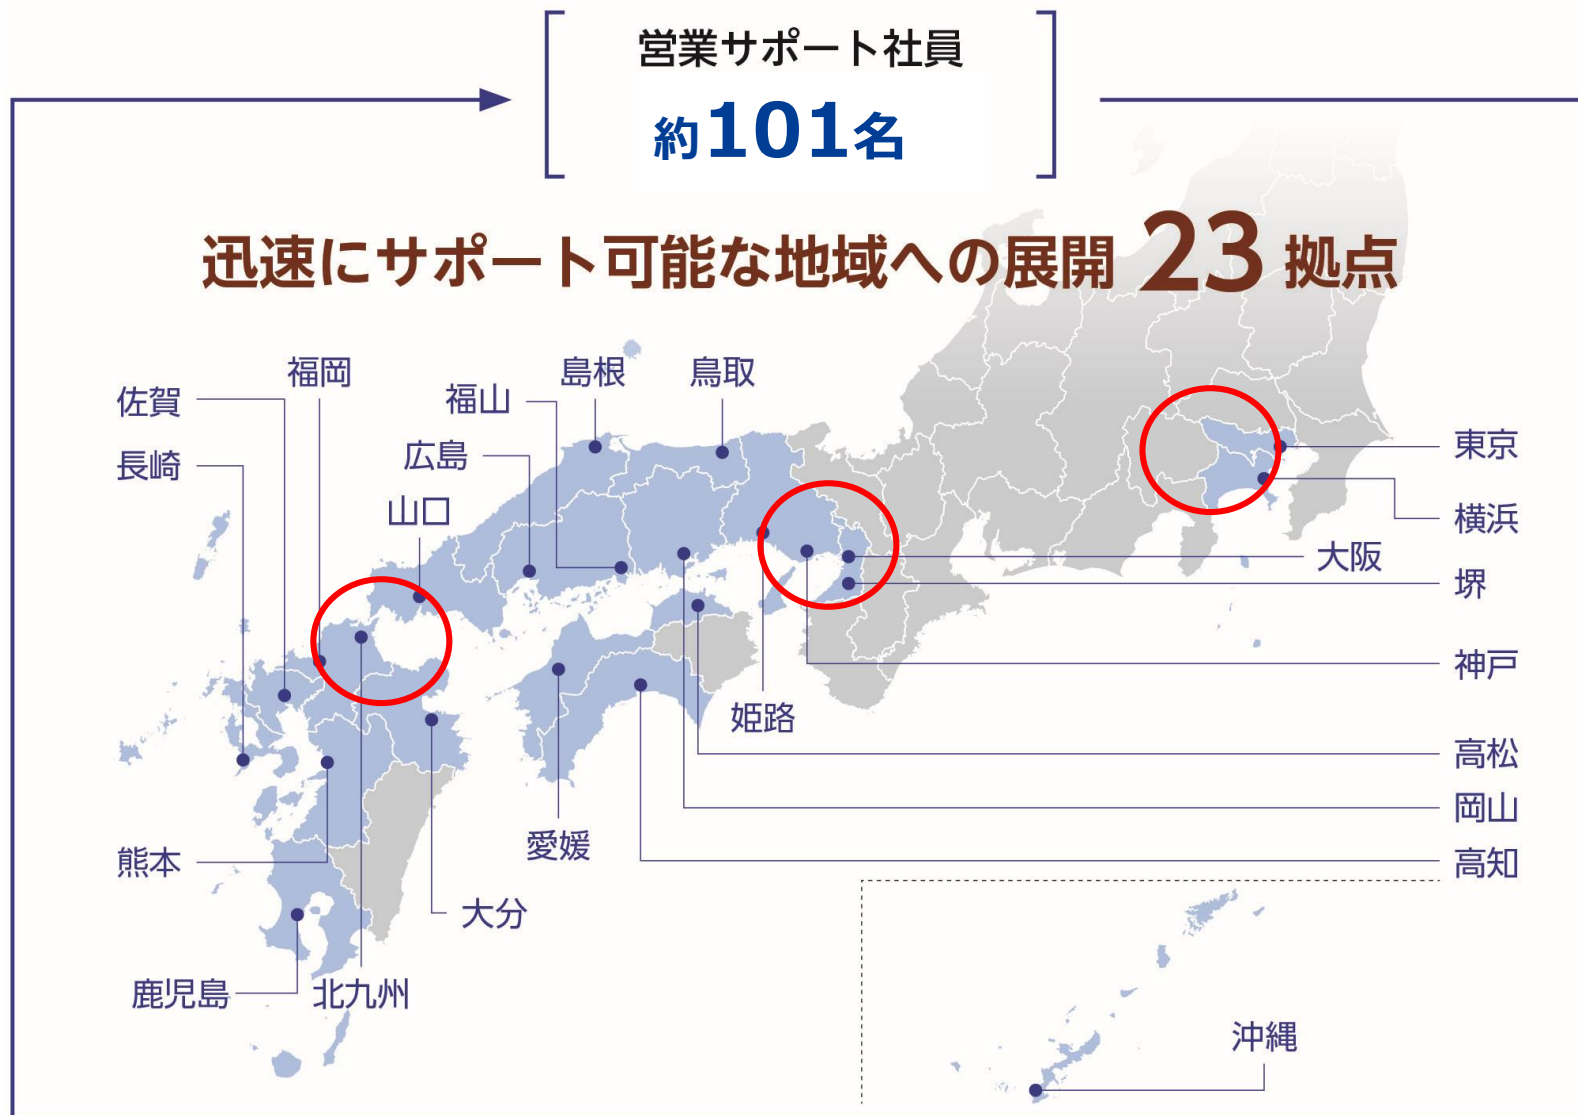 営業サポート社員
約101名
迅速にサポート可能な地域への展開 23 拠点
福岡
島根
鳥取
佐賀
福山
広島
長崎
山口
東京
横浜
大阪
堺
神戸
姫路
高松
岡山
愛媛
高知
熊本
大分
鹿児島
北九州
沖縄